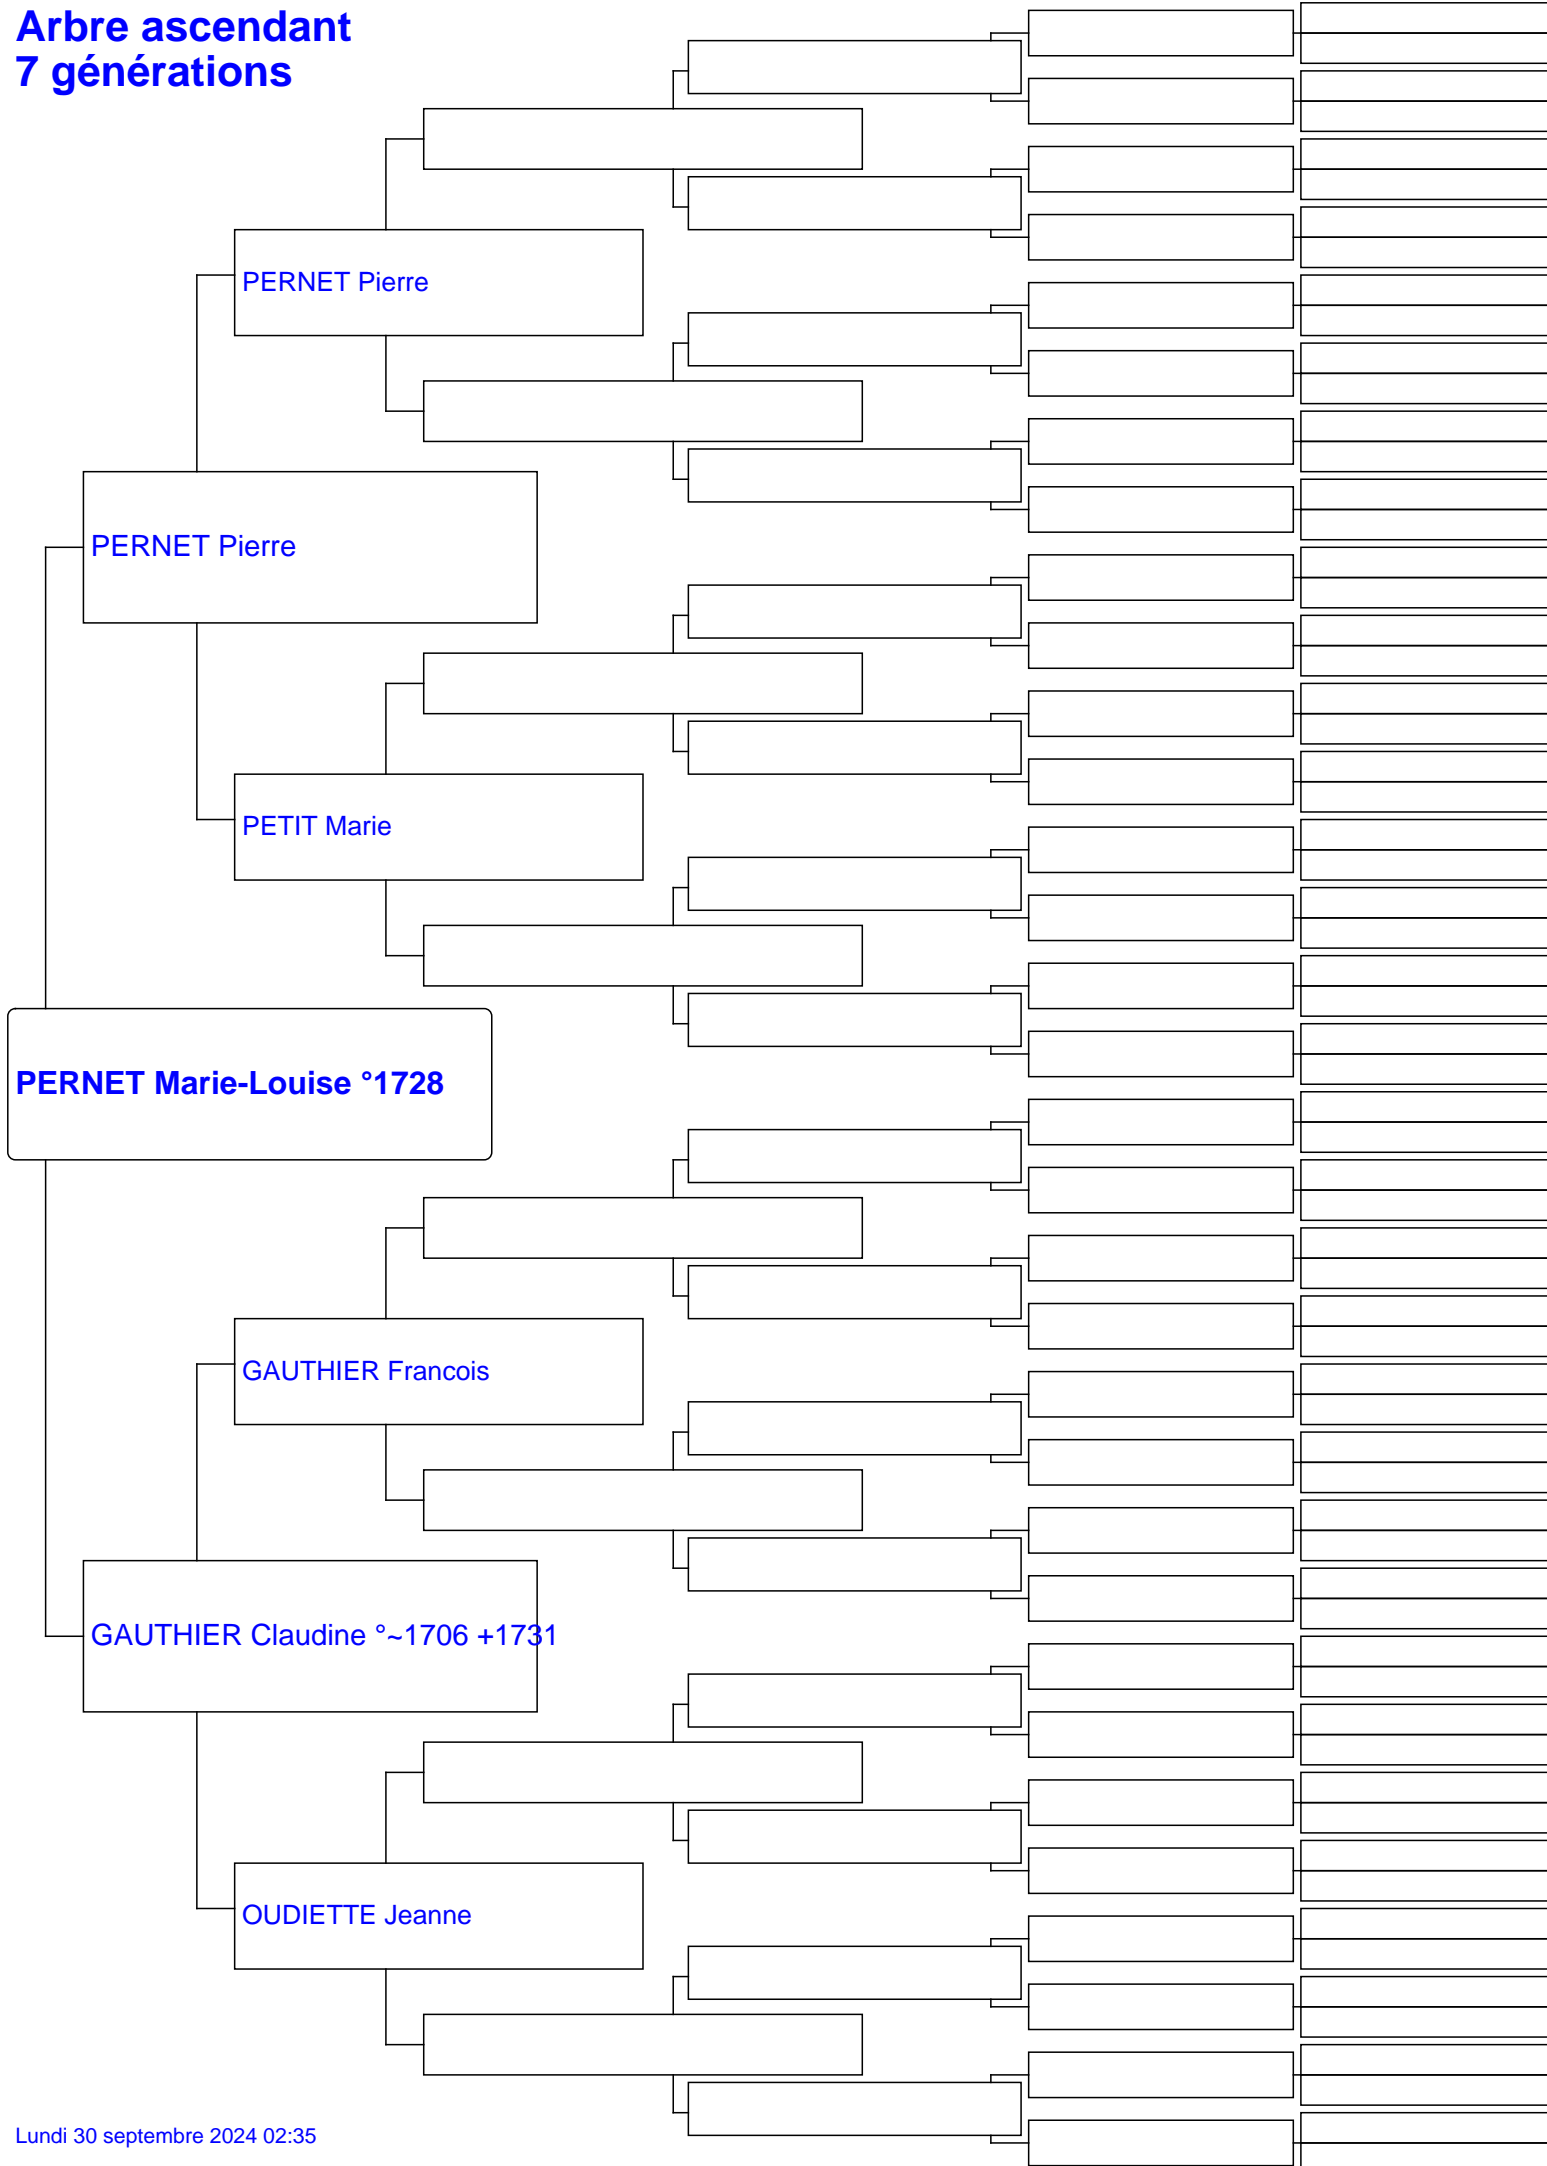 Arbre ascendant
7 générations
PERNET Pierre
PERNET Pierre
PETIT Marie
PERNET Marie-Louise °1728
GAUTHIER Francois
GAUTHIER Claudine °~1706 +1731
OUDIETTE Jeanne
Lundi 30 septembre 2024 02:35